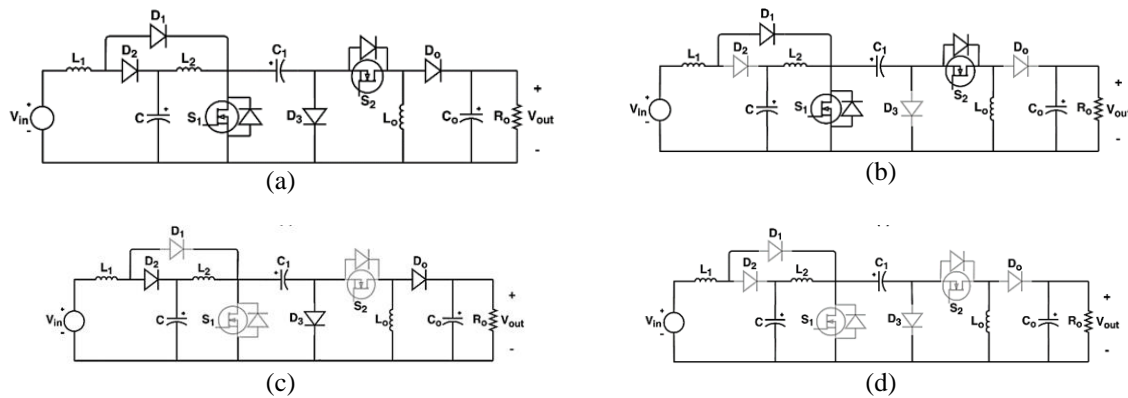 D1
D2
L1
L2
C1
S2
Do
Vin
+
-
C
+
S1
D3
Lo
Co
+
Ro
+
Vout
-
(a)
D1
D2
L1
L2
C1
S2
Do
Vin
+
-
C
+
S1
D3
Lo
Co
+
Ro
+
Vout
-
(b)
D1
D2
L1
L2
C1
S2
Do
Vin
+
-
C
+
S1
D3
Lo
Co
+
Ro
+
Vout
-
(c)
D1
D2
L1
L2
C1
S2
Do
Vin
+
-
C
+
S1
D3
Lo
Co
+
Ro
+
Vout
-
(d)